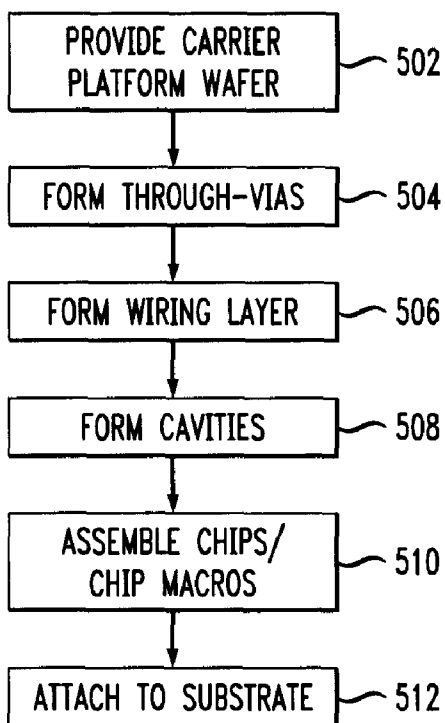 PROVIDE CARRIER
PLATFORM WAFER
502
FORM THROUGH-VIAS
504
FORM WIRING LAYER
506
FORM CAVITIES
508
ASSEMBLE CHIPS/
CHIP MACROS
510
ATTACH TO SUBSTRATE
512